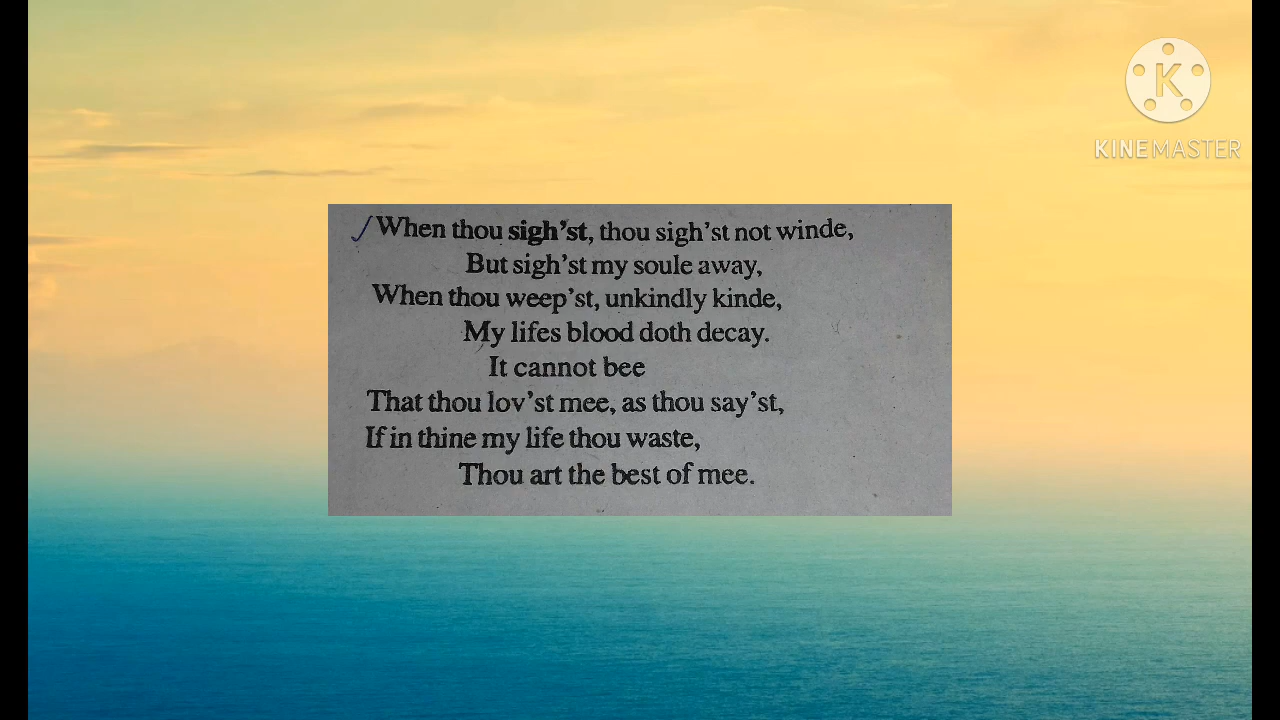 KINEMASTER
When thou sigh'st, thou sigh'st not winde,
But sigh'st my soule away,
When thou weep'st, unkindly kinde,
My lifes blood doth decay.
It cannot bee
That thou lov'st mee, as thou say'st,
If in thine my life thou waste,
Thou art the best of mee.